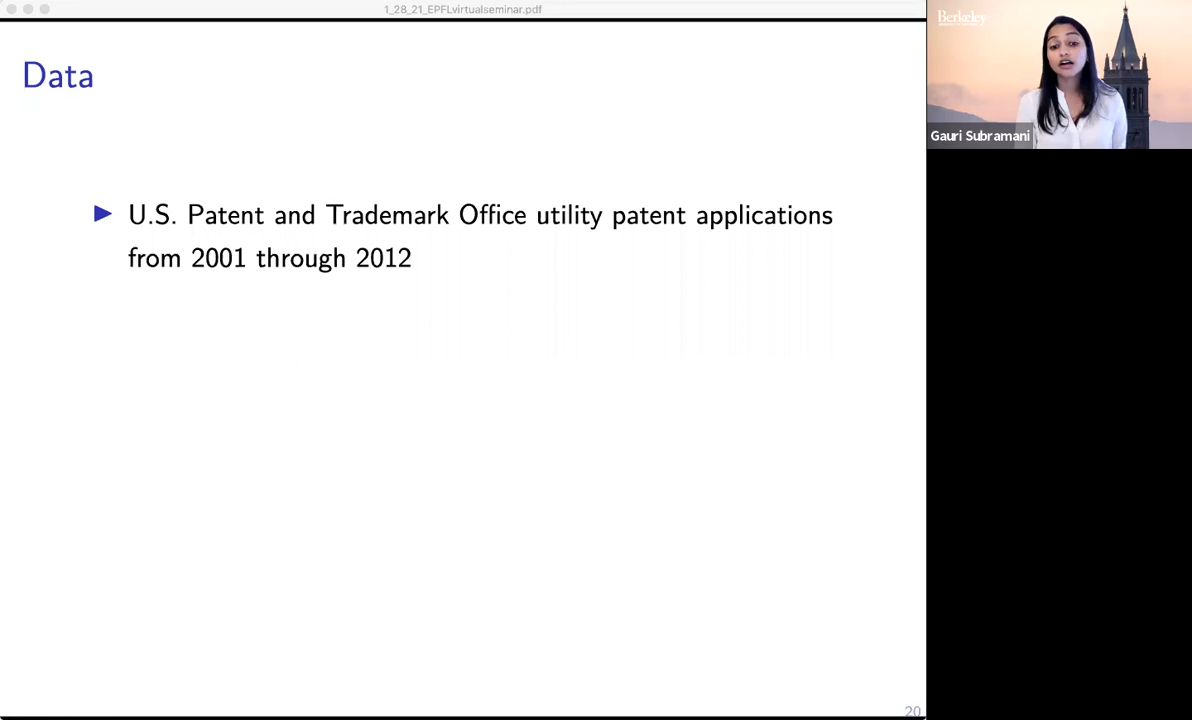 1_28_21_EPFLvirtualseminar.pdf
Data
U.S. Patent and Trademark Office utility patent applications
from 2001 through 2012
20
Berkeley
Gauri Subramani